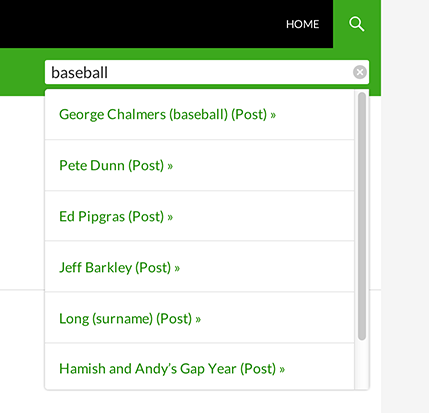 HOME
baseball
George Chalmers (baseball) (Post) »
Pete Dunn (Post) »
Ed Pipgras (Post) »
Jeff Barkley (Post) »
Long (surname) (Post) »
Hamish and Andy’s Gap Year (Post) »